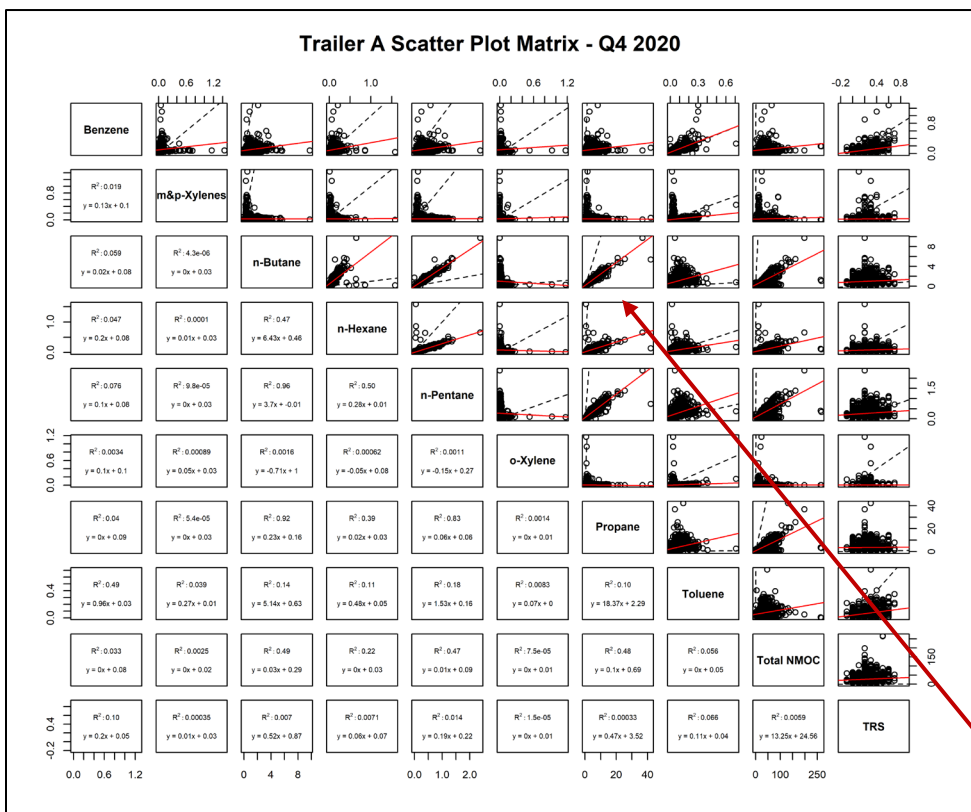 Trailer A Scatter Plot Matrix - Q4 2020
0.0 0.6 1.2
0.0 1.0
0.0 0.6 1.2
0.0 0.3 0.6
-0.2 0.4 0.8
Benzene
0.0 0.8
0.0 0.8
R²: 0.019
y = 0.13x + 0.1
m&p-Xylenes
R²: 0.059
y = 0.02x + 0.08
R²: 4.3e-06
y = 0x + 0.03
n-Butane
0 4 8
0.0 1.0
R²: 0.047
y = 0.2x + 0.08
R²: 0.0001
y = 0.01x + 0.03
R²: 0.47
y = 6.43x + 0.46
n-Hexane
R²: 0.076
y = 0.1x + 0.08
R²: 9.8e-05
y = 0x + 0.03
R²: 0.96
y = 3.7x + -0.01
R²: 0.50
y = 0.28x + 0.01
n-Pentane
0.0 1.5
0.0 0.6 1.2
R²: 0.0034
y = 0.1x + 0.1
R²: 0.00089
y = 0.05x + 0.03
R²: 0.0016
y = -0.71x + 1
R²: 0.00062
y = -0.05x + 0.08
R²: 0.0011
y = -0.15x + 0.27
o-Xylene
R²: 0.04
y = 0x + 0.09
R²: 5.4e-05
y = 0x + 0.03
R²: 0.92
y = 0.23x + 0.16
R²: 0.39
y = 0.02x + 0.03
R²: 0.83
y = 0.06x + 0.06
R²: 0.0014
y = 0x + 0.01
Propane
0 20 40
0.0 0.4
R²: 0.49
y = 0.96x + 0.03
R²: 0.039
y = 0.27x + 0.01
R²: 0.14
y = 5.14x + 0.63
R²: 0.11
y = 0.48x + 0.05
R²: 0.18
y = 1.53x + 0.16
R²: 0.0083
y = 0.07x + 0
R²: 0.10
y = 18.37x + 2.29
Toluene
R²: 0.033
y = 0x + 0.08
R²: 0.0025
y = 0x + 0.02
R²: 0.49
y = 0.03x + 0.29
R²: 0.22
y = 0x + 0.03
R²: 0.47
y = 0.01x + 0.09
R²: 7.5e-05
y = 0x + 0.01
R²: 0.48
y = 0.1x + 0.69
R²: 0.056
y = 0x + 0.05
Total NMOC
0 150
-0.2 0.4
R²: 0.10
y = 0.2x + 0.05
R²: 0.00035
y = 0.01x + 0.03
R²: 0.007
y = 0.52x + 0.87
R²: 0.0071
y = 0.06x + 0.07
R²: 0.014
y = 0.19x + 0.22
R²: 1.5e-05
y = 0x + 0.01
R²: 0.00033
y = 0.47x + 3.52
R²: 0.066
y = 0.11x + 0.04
R²: 0.0059
y = 13.25x + 24.56
TRS
0.0 0.6 1.2
0 4 8
0.0 1.0 2.0
0 20 40
0 100 250